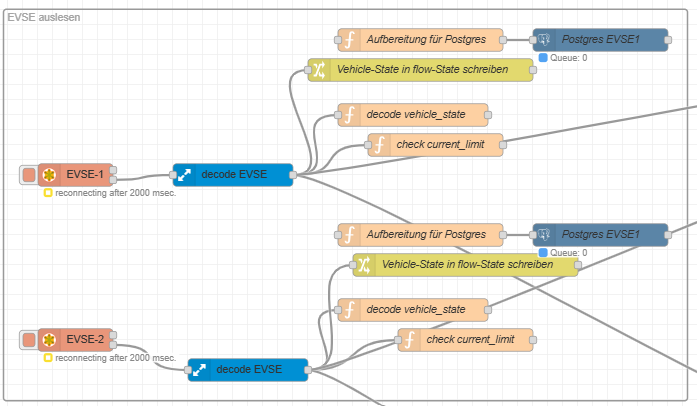 EVSE auslesen
Aufbereitung für Postgres
Postgres EVSE1
Queue: 0
Vehicle-State in flow-State schreiben
decode vehicle_state
check current_limit
EVSE-1
decode EVSE
reconnecting after 2000 msec.
Aufbereitung für Postgres
Postgres EVSE1
Queue: 0
Vehicle-State in flow-State schreiben
decode vehicle_state
EVSE-2
check current_limit
reconnecting after 2000 msec.
decode EVSE